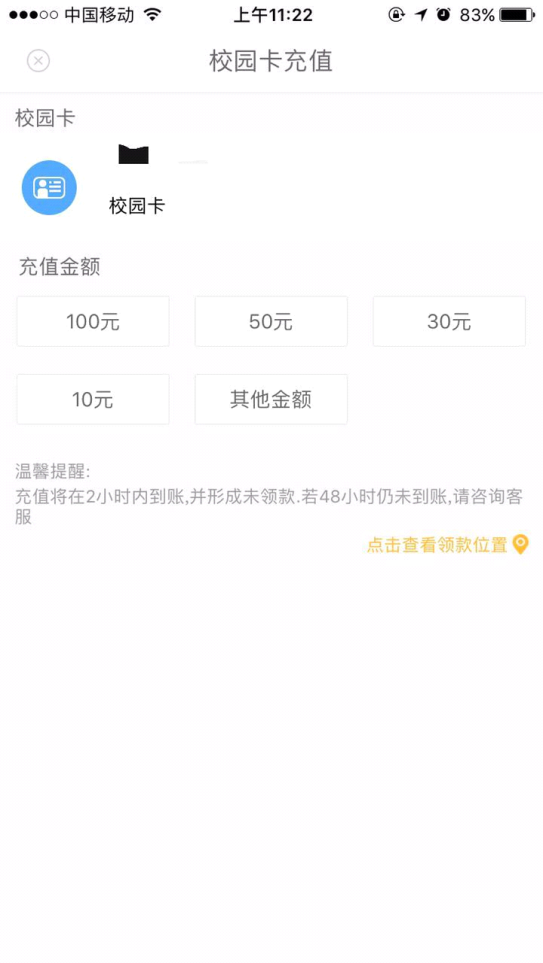 中国移动 上午11:22 83%
校园卡充值
校园卡
校园卡
充值金额
100元 50元 30元
10元 其他金额
温馨提醒:
充值将在2小时内到账,并形成未领款.若48小时仍未到账,请咨询客
服
点击查看领款位置